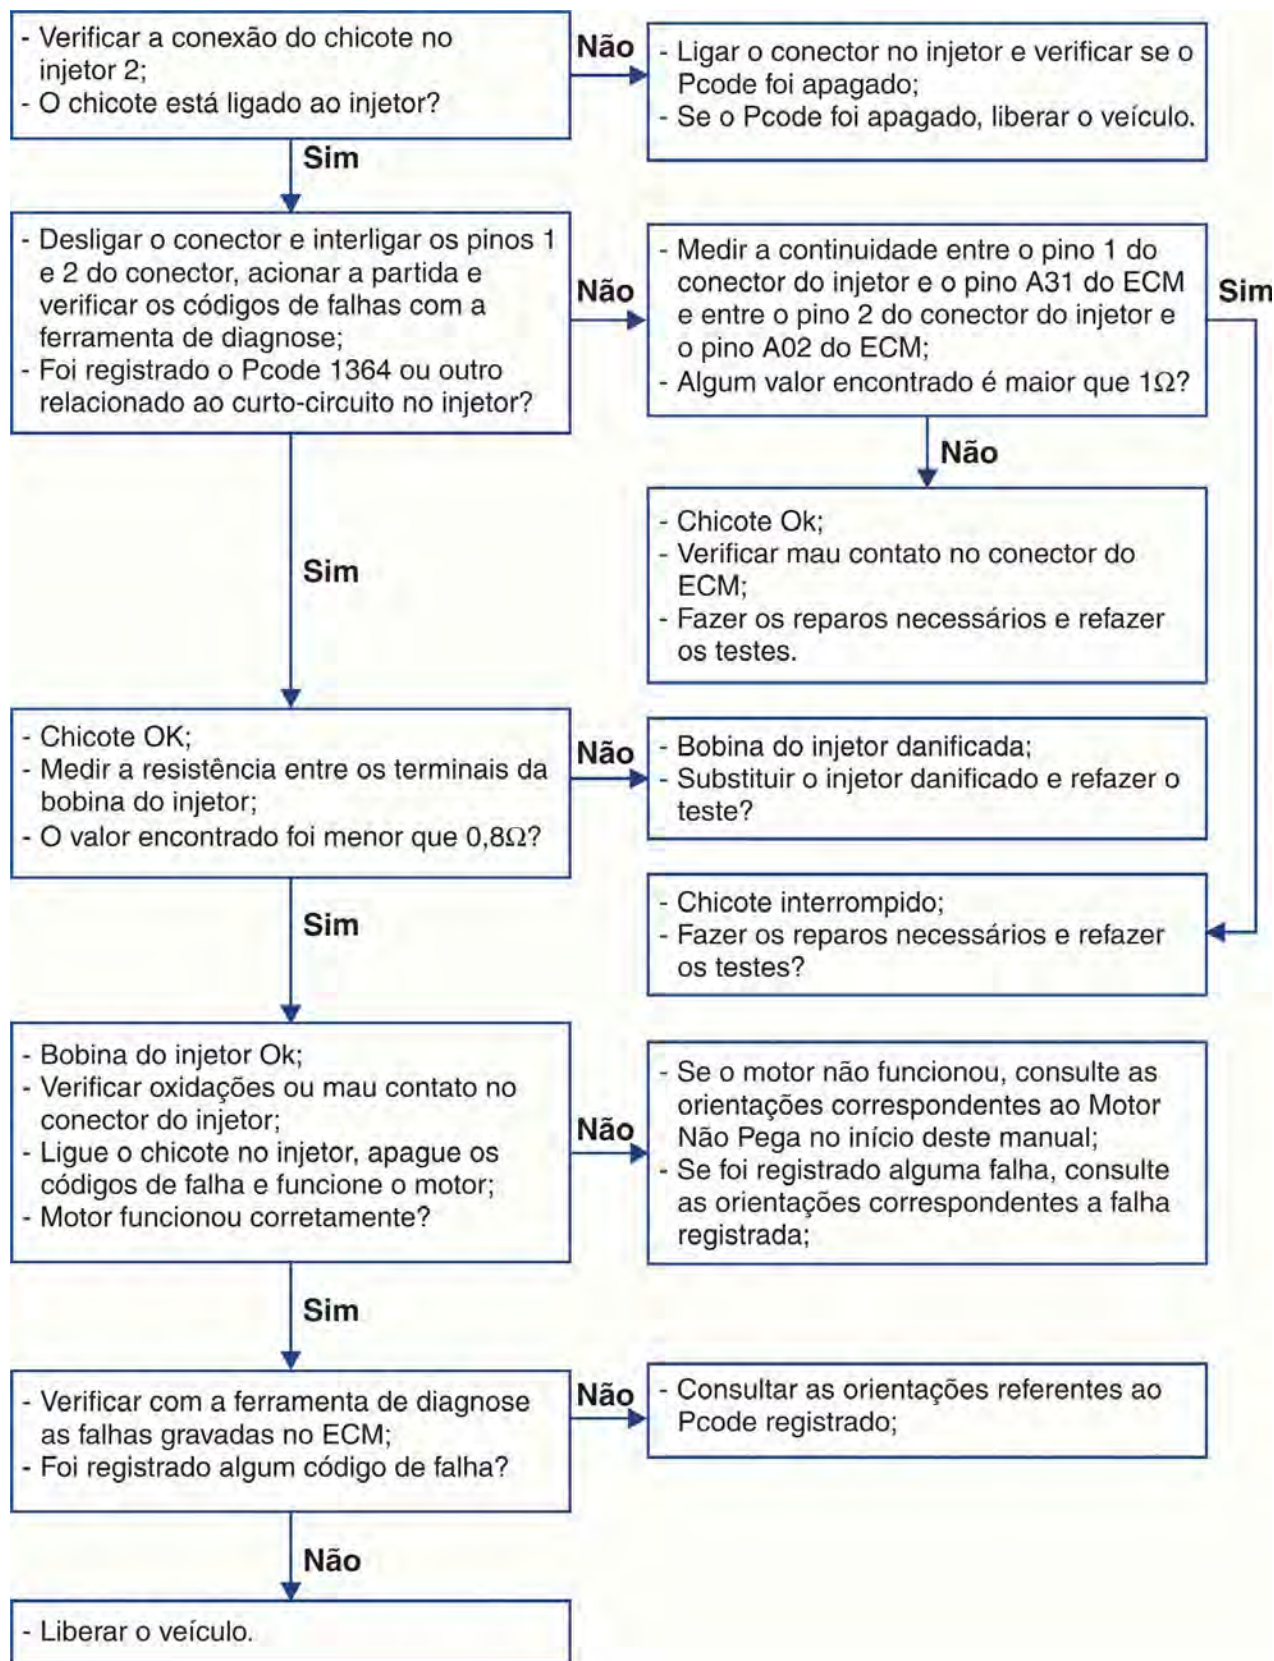 - Verificar a conexão do chicote no
injetor 2;
- O chicote está ligado ao injetor?
Não
- Ligar o conector no injetor e verificar se o
Pcode foi apagado;
- Se o Pcode foi apagado, liberar o veículo.
Sim
- Desligar o conector e interligar os pinos 1
e 2 do conector, acionar a partida e
verificar os códigos de falhas com a
ferramenta de diagnose;
- Foi registrado o Pcode 1364 ou outro
relacionado ao curto-circuito no injetor?
Não
- Medir a continuidade entre o pino 1 do
conector do injetor e o pino A31 do ECM
e entre o pino 2 do conector do injetor e
o pino A02 do ECM;
- Algum valor encontrado é maior que 1Ω?
Sim
Não
- Chicote Ok;
- Verificar mau contato no conector do
ECM;
- Fazer os reparos necessários e refazer
os testes.
Sim
- Chicote OK;
- Medir a resistência entre os terminais da
bobina do injetor;
- O valor encontrado foi menor que 0,8Ω?
Não
- Bobina do injetor danificada;
- Substituir o injetor danificado e refazer o
teste?
- Chicote interrompido;
- Fazer os reparos necessários e refazer
os testes?
Sim
- Bobina do injetor Ok;
- Verificar oxidações ou mau contato no
conector do injetor;
- Ligue o chicote no injetor, apague os
códigos de falha e funcione o motor;
- Motor funcionou corretamente?
Não
- Se o motor não funcionou, consulte as
orientações correspondentes ao Motor
Não Pega no início deste manual;
- Se foi registrado alguma falha, consulte
as orientações correspondentes a falha
registrada;
Sim
- Verificar com a ferramenta de diagnose
as falhas gravadas no ECM;
- Foi registrado algum código de falha?
Não
- Consultar as orientações referentes ao
Pcode registrado;
Não
- Liberar o veículo.